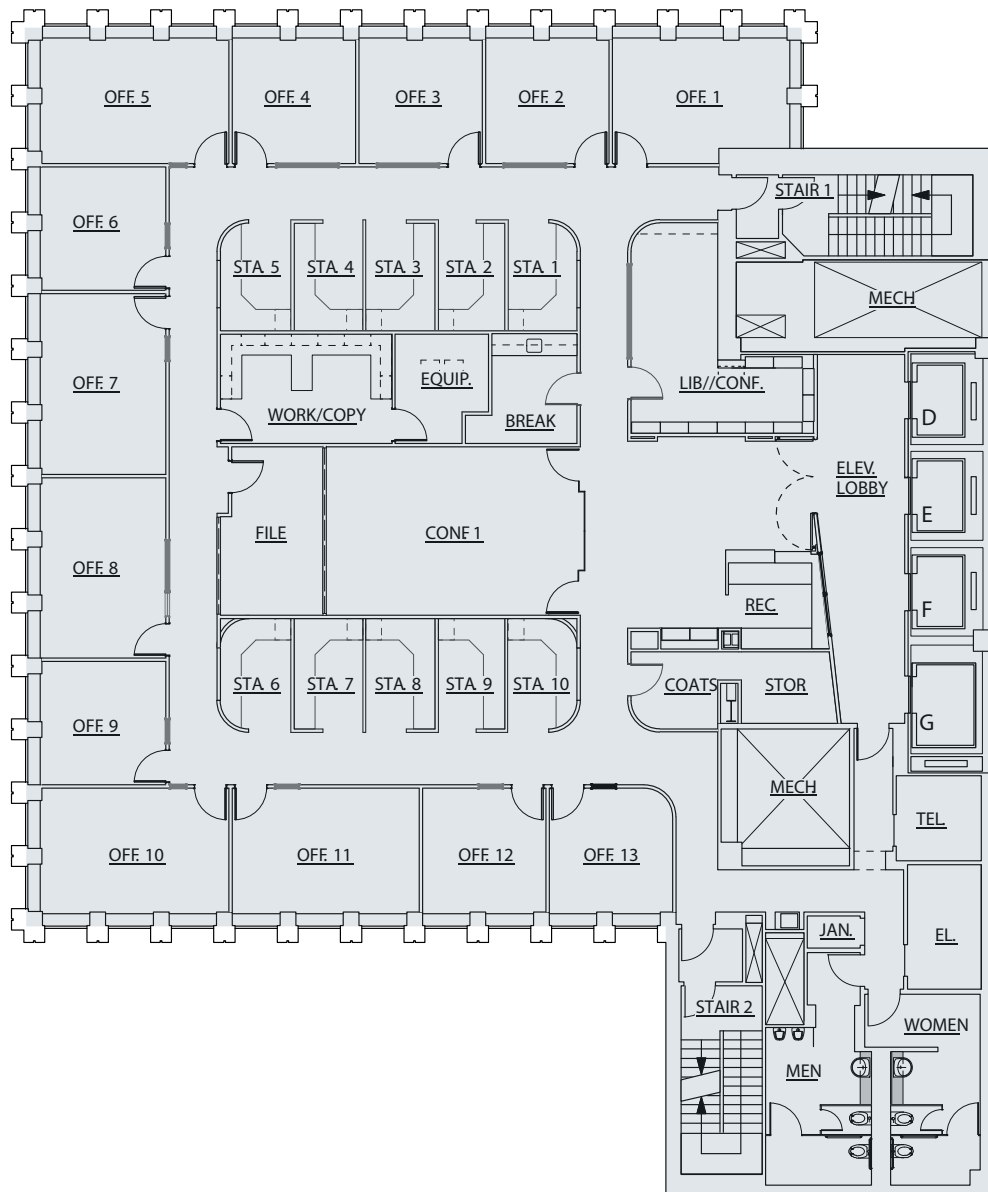 OFF. 5
OFF. 4
OFF. 3
OFF. 2
OFF. 1
STAIR 1
OFF. 6
STA. 5
STA. 4
STA. 3
STA. 2
STA. 1
MECH
OFF. 7
EQUIP.
LIB//CONF.
WORK/COPY
BREAK
D
ELEV.
LOBBY
E
FILE
CONF. 1
OFF. 8
REC.
F
STA. 6
STA. 7
STA. 8
STA. 9
STA. 10
COATS
STOR
OFF. 9
G
MECH
TEL.
OFF. 10
OFF. 11
OFF. 12
OFF. 13
JAN.
EL.
STAIR 2
WOMEN
MEN